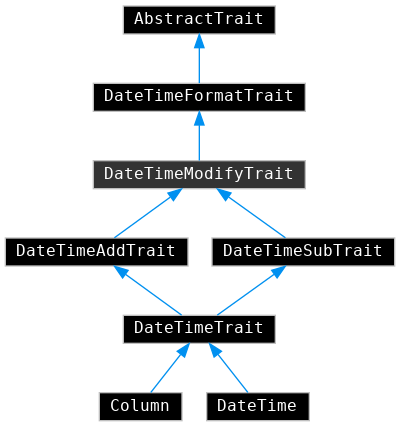 AbstractTrait
DateTimeFormatTrait
DateTimeModifyTrait
DateTimeAddTrait
DateTimeSubTrait
DateTimeTrait
Column
DateTime